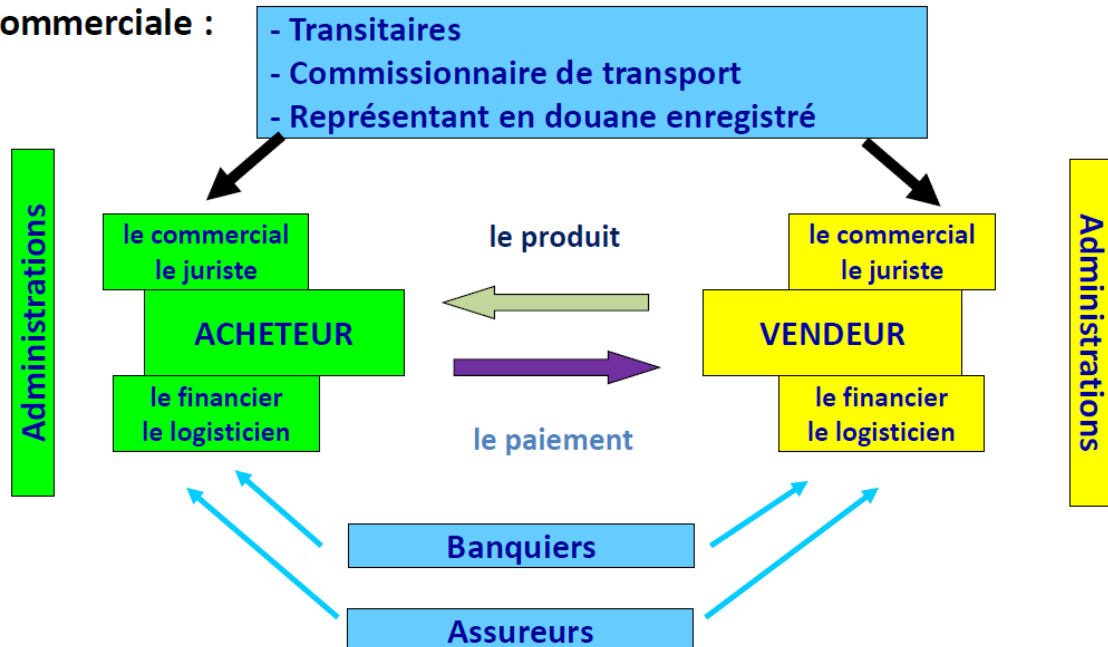 ommerciale :
- Transitaires
- Commissionnaire de transport
- Représentant en douane enregistré
Administrations
le commercial
le juriste
ACHETEUR
le financier
le logisticien
le produit
le paiement
le commercial
le juriste
VENDEUR
le financier
le logisticien
Administrations
Banquiers
Assureurs